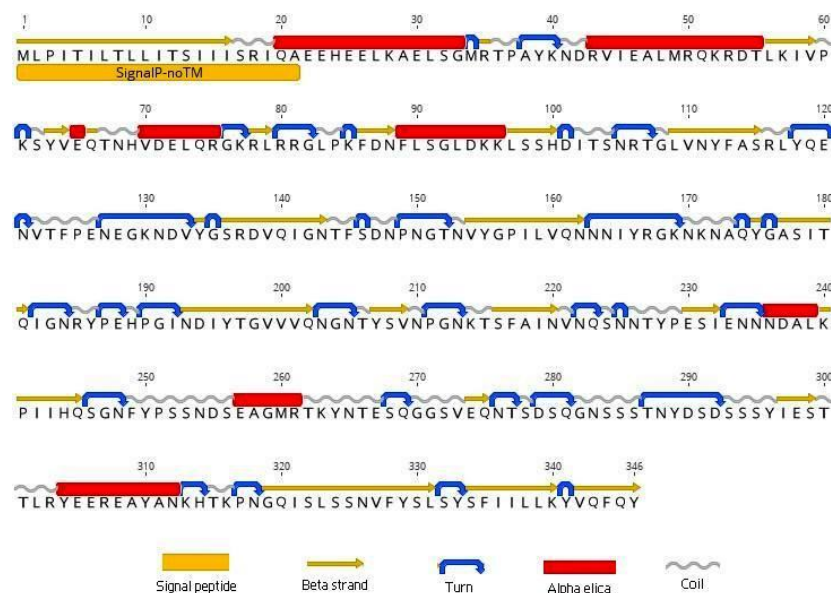 1 10 20 30 40 50 60
MLPITILTLLITSIIISRIQAEEHEELKAELSGMRTPAYKNDRVIEALMRQKRDTLKIVP
SignalP-noTM
70 80 90 100 110 120
KSYVEQTNHVDELQRGKRLRRGLPKFDNFLSGLDKKLSSHDITSNRTGLVNYFASRLYQE
130 140 150 160 170 180
NVTFPENEGKNDVYGSRDVQIGNTFSDNPNGTNVYGPILVQNNNIYRGKNKNAQYGASIT
190 200 210 220 230 240
QIGNRYPEHPGINDIYTGVVVQNGNTYSVNPGNKTSFAINVNQSNNTYPESIENNNDALK
250 260 270 280 290 300
PIIHQSGNFYPSSNDSEAGMRTKYNTESQGGSVEQNTSDSQGNSSSTNYDSDSSSYIEST
310 320 330 340 346
TLRYEEREAYANKHTKPNGQISLSSNVFYSLSYSFIILLKYVQFQY
Signal peptide Beta strand Turn Alpha elica Coil